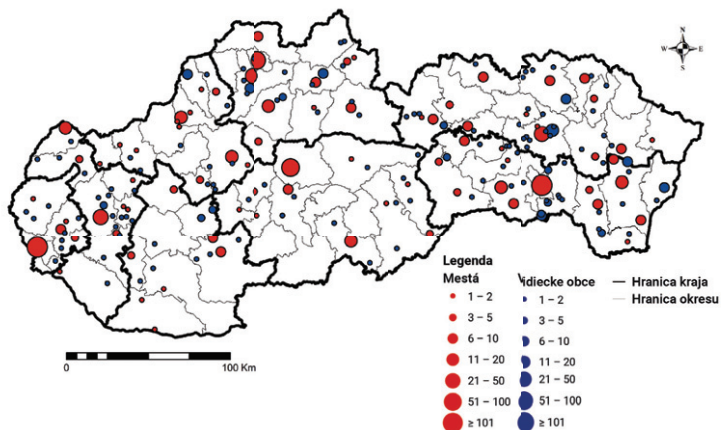 N
W E
S
Legenda
Mestá
1 – 2
3 – 5
6 – 10
11 – 20
21 – 50
51 – 100
≥ 101
idiecke obce
1 – 2
3 – 5
6 – 10
11 – 20
21 – 50
51 – 100
≥ 101
Hranica kraja
Hranica okresu
0 100 Km